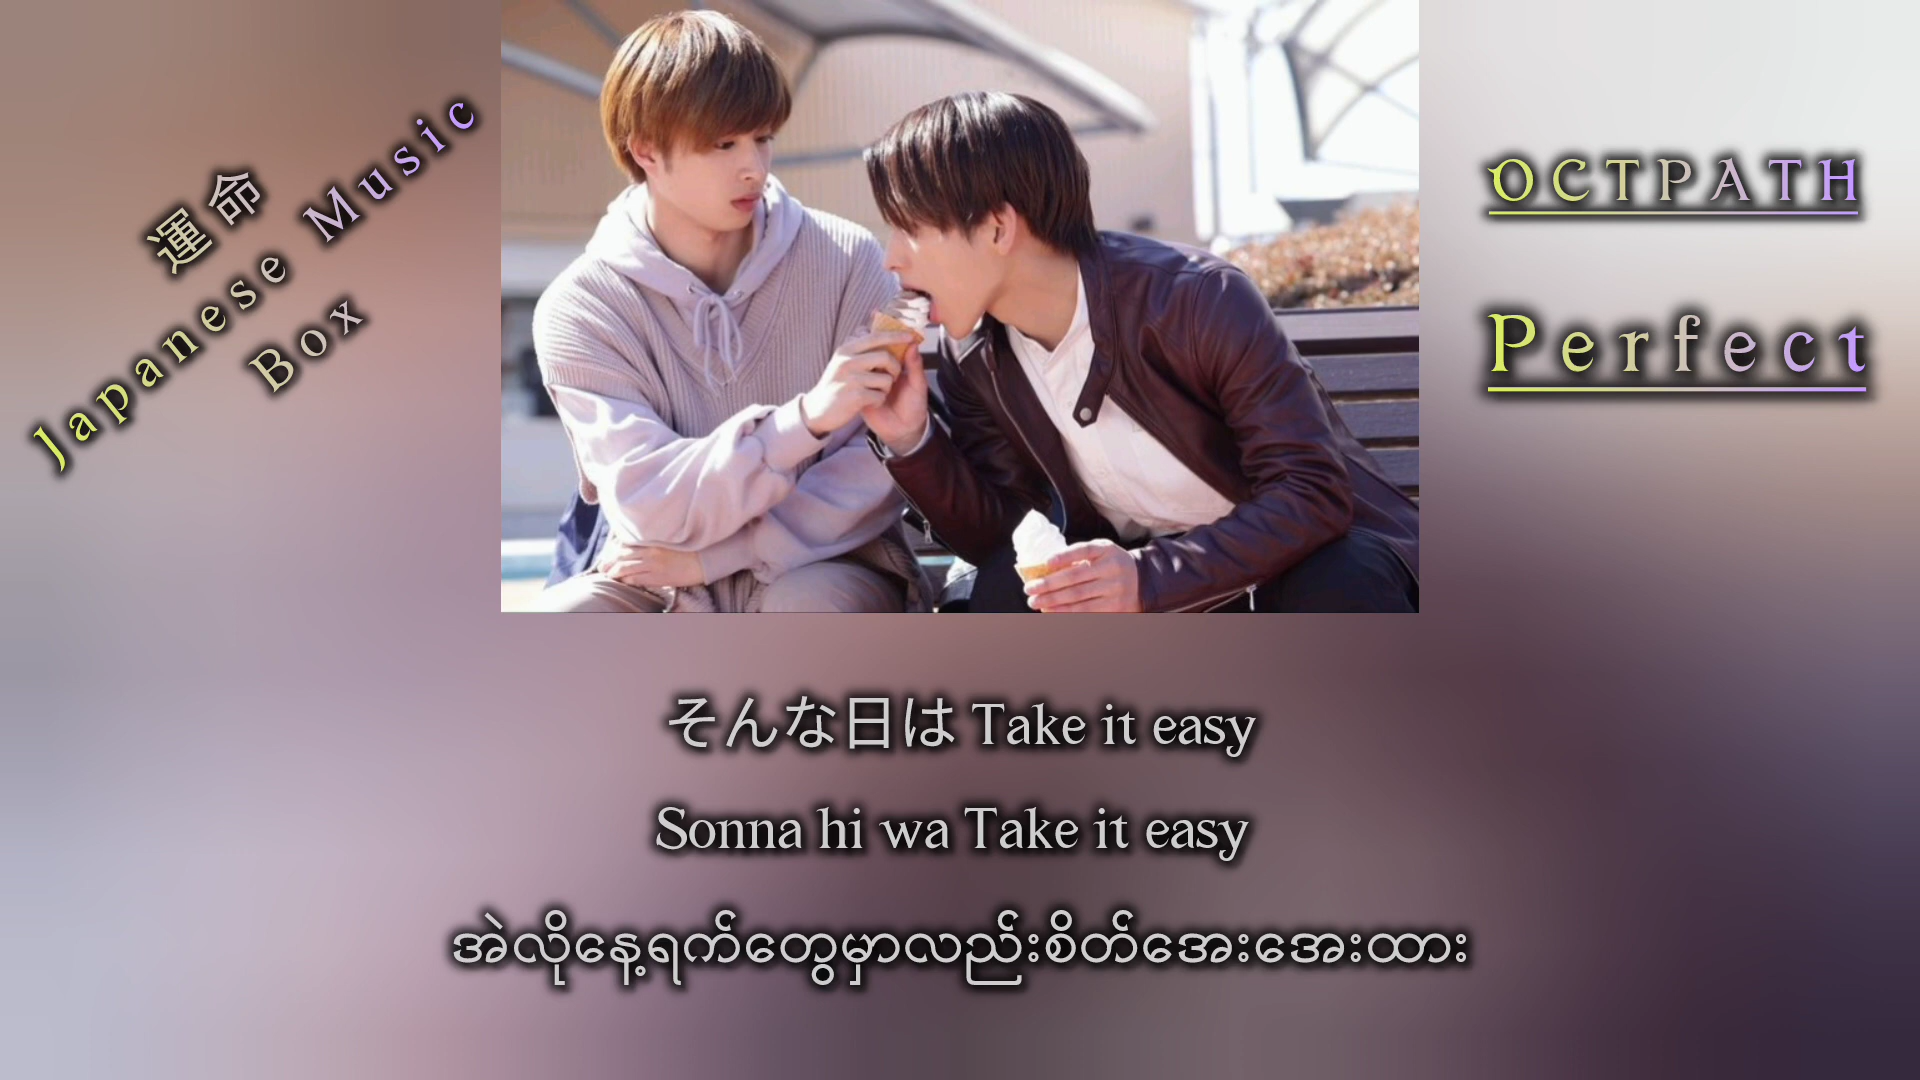 運命
Japanese Music
Box
OCTPATH
Perfect
そんな日は Take it easy
Sonna hi wa Take it easy
အဲလိုနေ့ရက်တွေမှာလည်းစိတ်အေးအေးထား